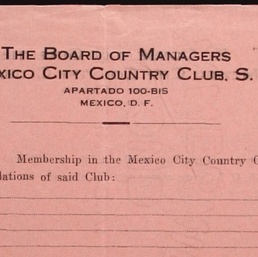 THE BOARD OF MANAGERS
XICO CITY COUNTRY CLUB, S.
APARTADO 100-BIS
MEXICO, D. F.
Membership in the Mexico City Country C
lations of said Club: